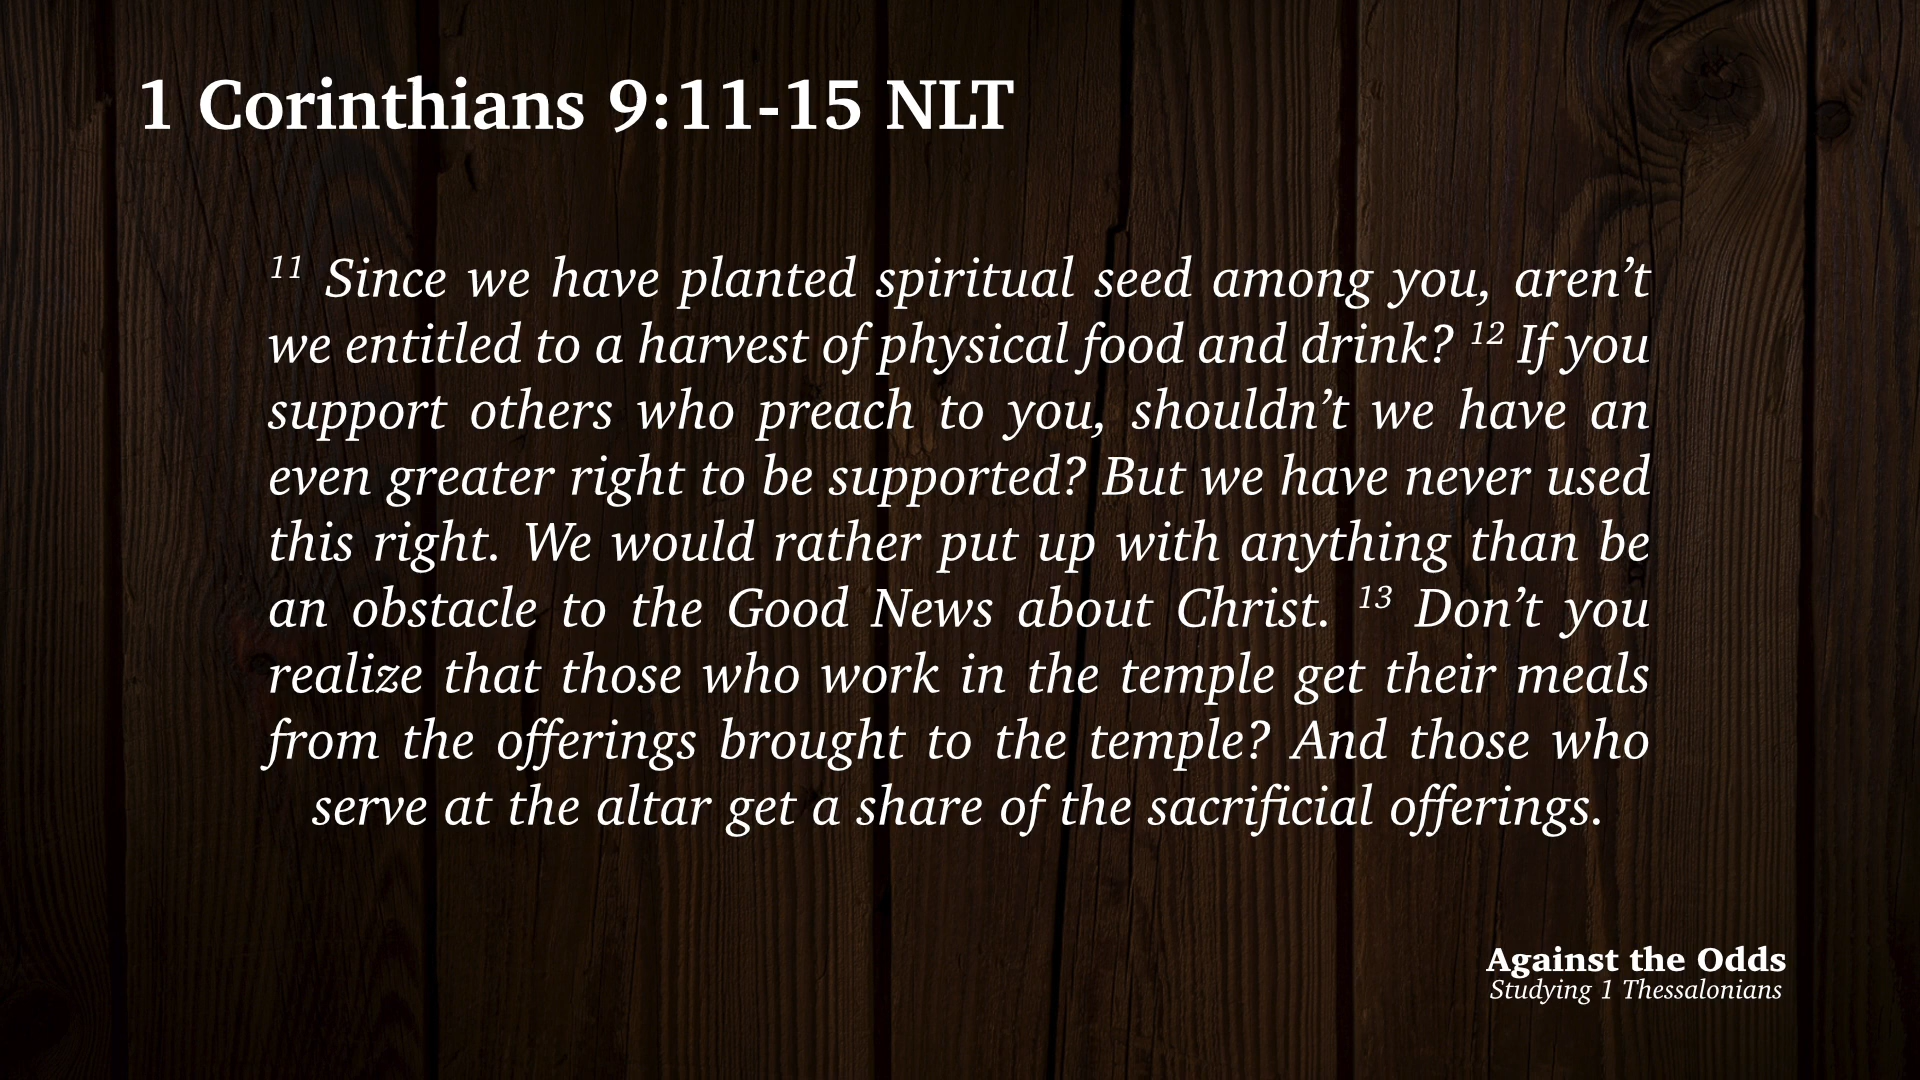 1 Corinthians 9:11-15 NLT
11 Since we have planted spiritual seed among you, aren’t
we entitled to a harvest of physical food and drink? 12 If you
support others who preach to you, shouldn’t we have an
even greater right to be supported? But we have never used
this right. We would rather put up with anything than be
an obstacle to the Good News about Christ. 13 Don’t you
realize that those who work in the temple get their meals
from the offerings brought to the temple? And those who
serve at the altar get a share of the sacrificial offerings.
Against the Odds
Studying 1 Thessalonians